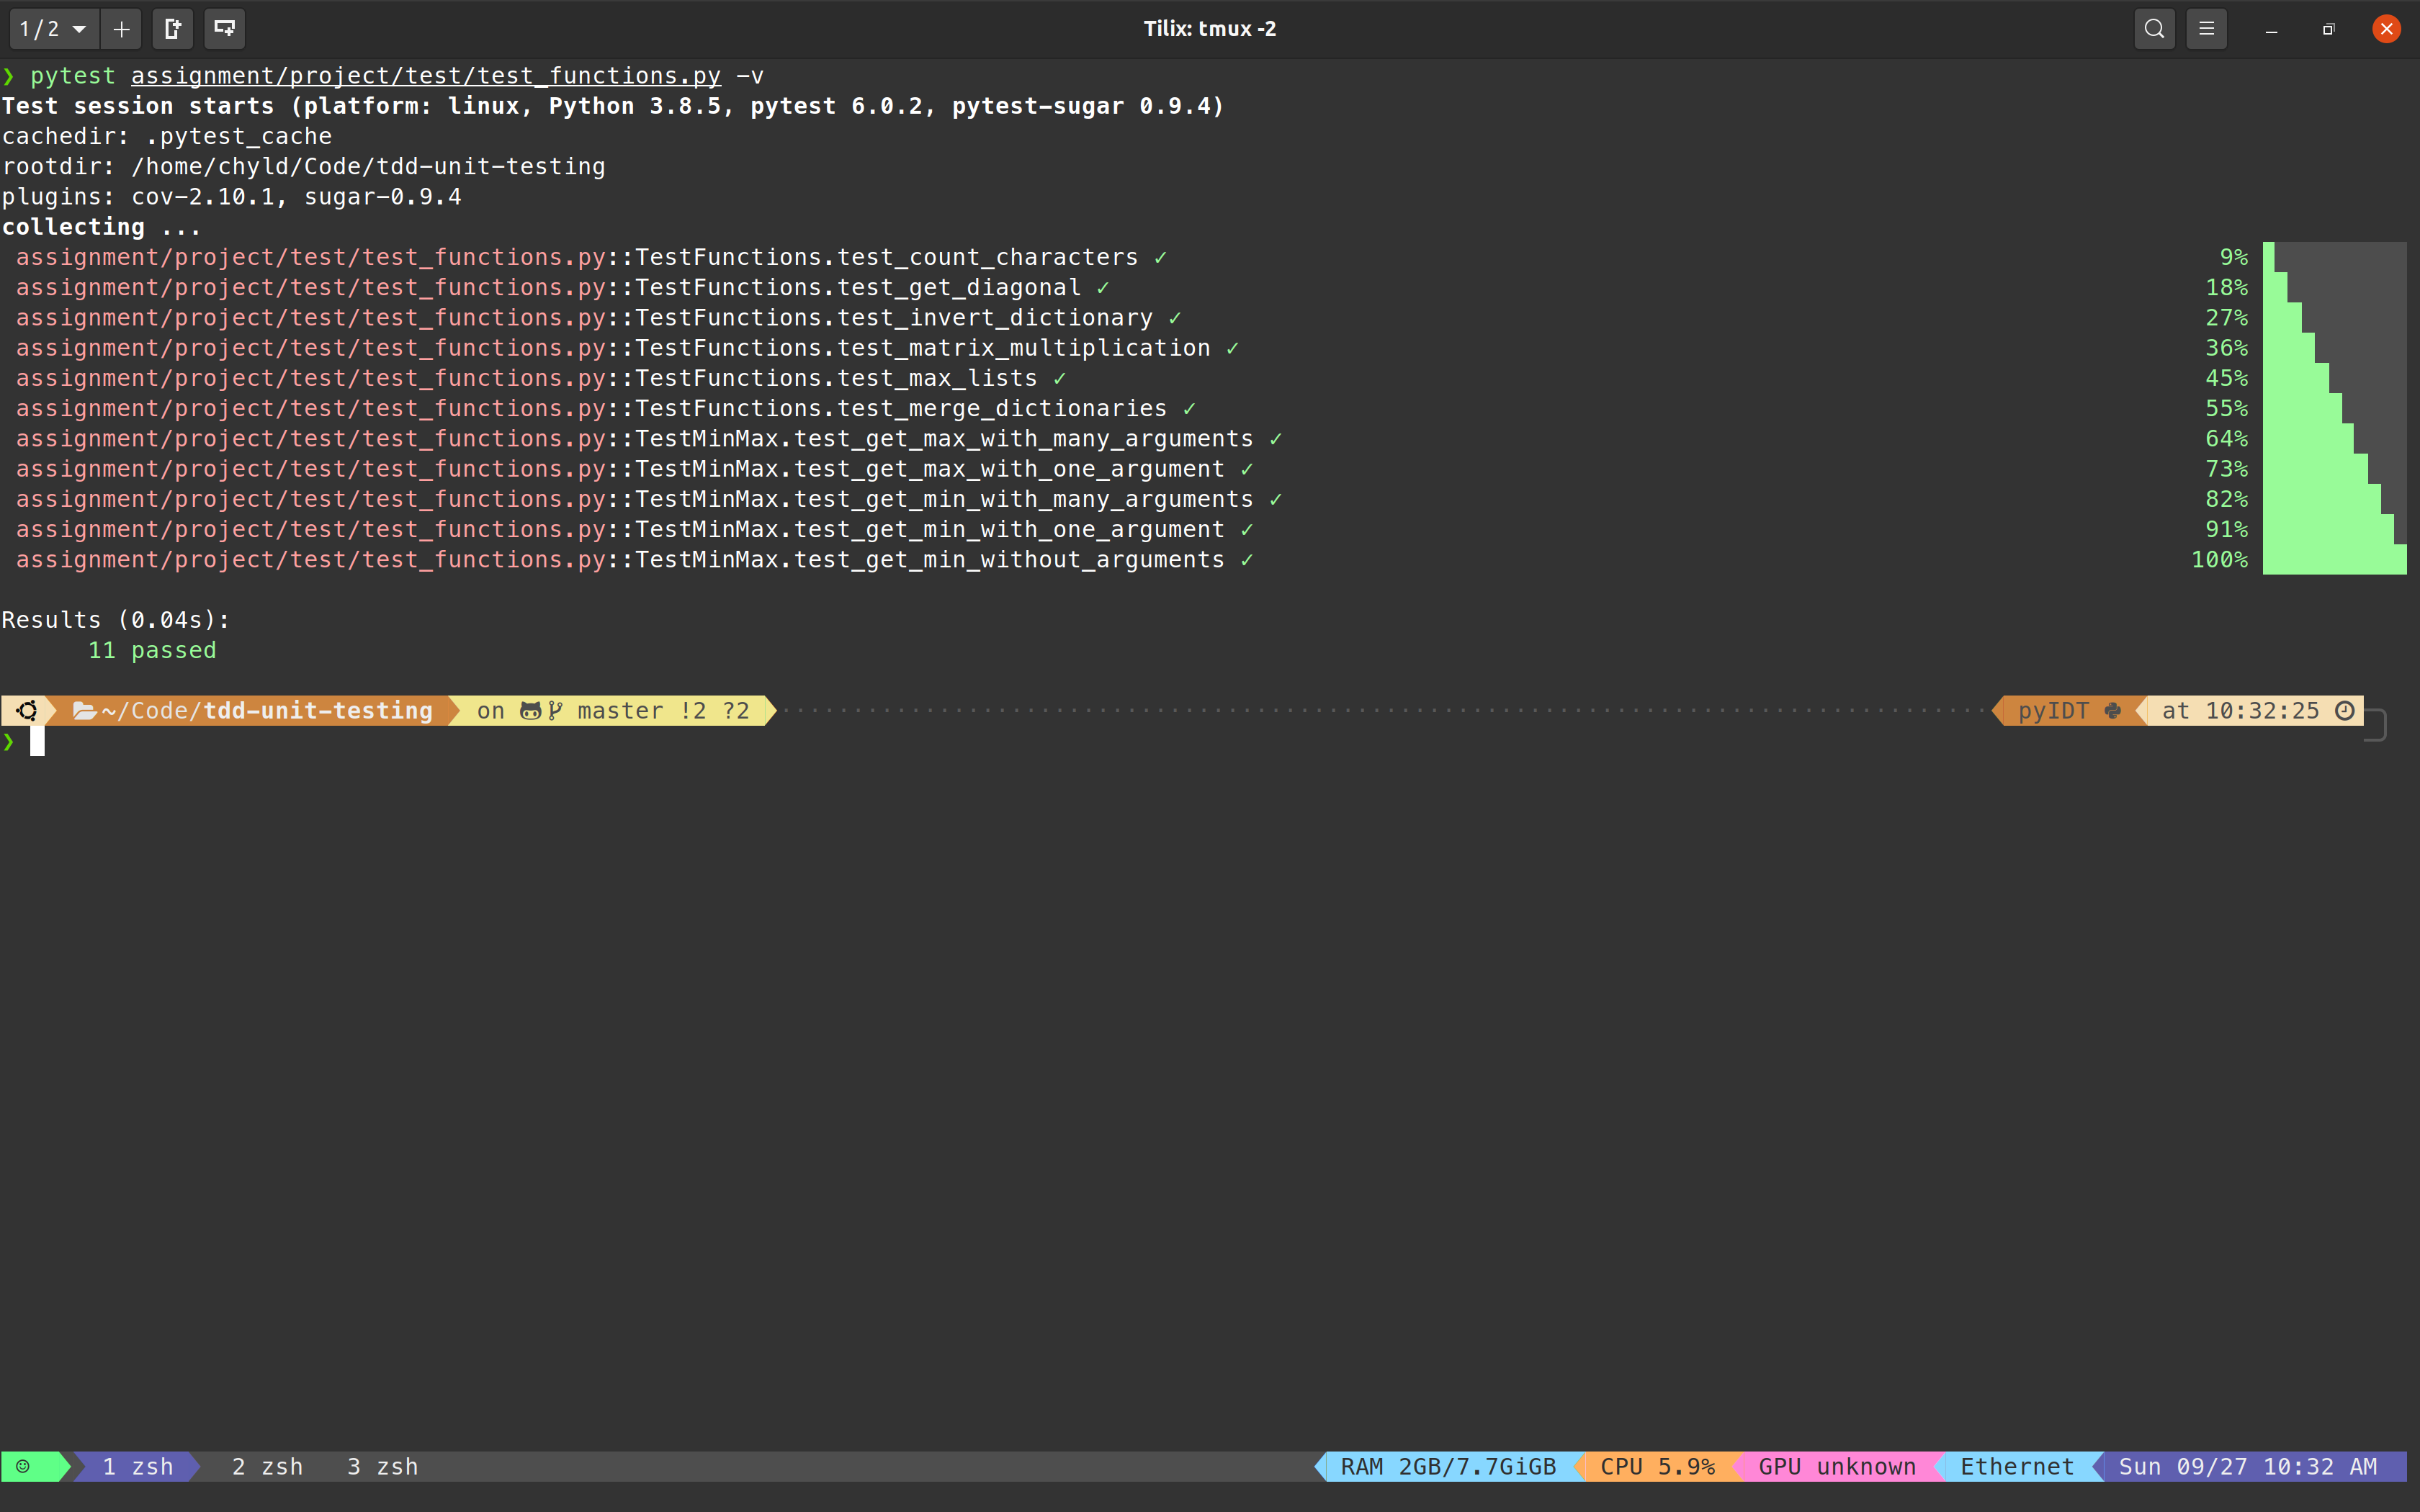 1 / 2
Tilix: tmux -2
❯ pytest assignment/project/test/test_functions.py -v
Test session starts (platform: linux, Python 3.8.5, pytest 6.0.2, pytest-sugar 0.9.4)
cachedir: .pytest_cache
rootdir: /home/chyld/Code/tdd-unit-testing
plugins: cov-2.10.1, sugar-0.9.4
collecting ...
assignment/project/test/test_functions.py::TestFunctions.test_count_characters ✓ 9%
assignment/project/test/test_functions.py::TestFunctions.test_get_diagonal ✓ 18%
assignment/project/test/test_functions.py::TestFunctions.test_invert_dictionary ✓ 27%
assignment/project/test/test_functions.py::TestFunctions.test_matrix_multiplication ✓ 36%
assignment/project/test/test_functions.py::TestFunctions.test_max_lists ✓ 45%
assignment/project/test/test_functions.py::TestFunctions.test_merge_dictionaries ✓ 55%
assignment/project/test/test_functions.py::TestMinMax.test_get_max_with_many_arguments ✓ 64%
assignment/project/test/test_functions.py::TestMinMax.test_get_max_with_one_argument ✓ 73%
assignment/project/test/test_functions.py::TestMinMax.test_get_min_with_many_arguments ✓ 82%
assignment/project/test/test_functions.py::TestMinMax.test_get_min_with_one_argument ✓ 91%
assignment/project/test/test_functions.py::TestMinMax.test_get_min_without_arguments ✓ 100%
Results (0.04s):
11 passed
~/Code/tdd-unit-testing on master !2 ?2 pyIDT at 10:32:25
❯
☺ 1 zsh 2 zsh 3 zsh RAM 2GB/7.7GiGB CPU 5.9% GPU unknown Ethernet Sun 09/27 10:32 AM